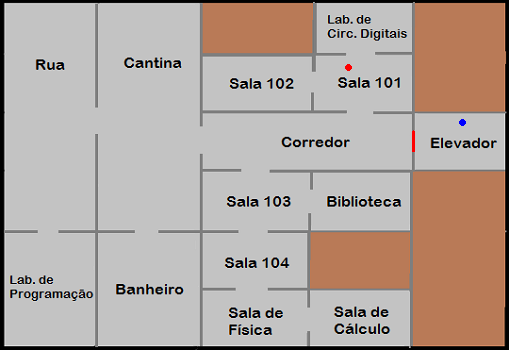 Lab. de
Circ. Digitais
Rua
Cantina
Sala 102
Sala 101
Corredor
Elevador
Sala 103
Biblioteca
Sala 104
Lab. de
Programação
Banheiro
Sala de
Física
Sala de
Cálculo